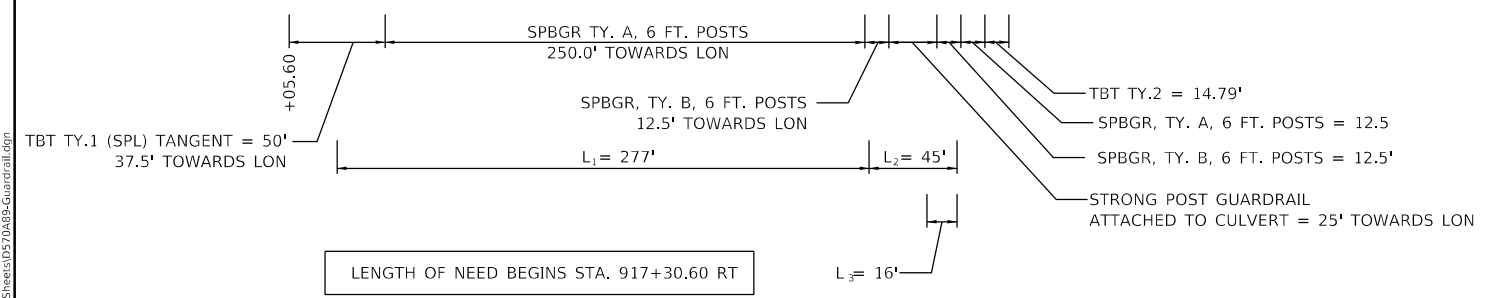 SPBGR TY. A, 6 FT. POSTS
250.0' TOWARDS LON
+05.60
SPBGR, TY. B, 6 FT. POSTS
12.5' TOWARDS LON
TBT TY.1 (SPL) TANGENT = 50'
37.5' TOWARDS LON
TBT TY.2 = 14.79'
SPBGR, TY. A, 6 FT. POSTS = 12.5
SPBGR, TY. B, 6 FT. POSTS = 12.5'
STRONG POST GUARDRAIL
ATTACHED TO CULVERT = 25' TOWARDS LON
L₁= 277'
L₂= 45'
L₃= 16'
LENGTH OF NEED BEGINS STA. 917+30.60 RT
Sheets\D570A89-Guardrail.dgn